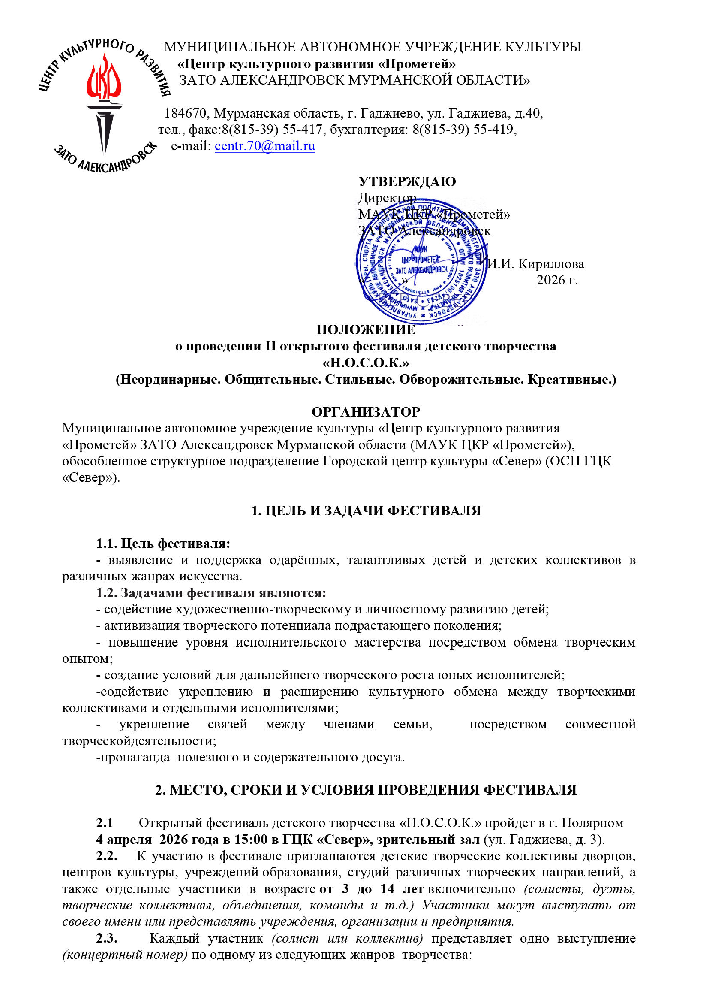 ЦЕНТР КУЛЬТУРНОГО РАЗВИТИЯ
ЦКР
ЗАТО АЛЕКСАНДРОВСК
МУНИЦИПАЛЬНОЕ АВТОНОМНОЕ УЧРЕЖДЕНИЕ КУЛЬТУРЫ
«Центр культурного развития «Прометей»
ЗАТО АЛЕКСАНДРОВСК МУРМАНСКОЙ ОБЛАСТИ»
184670, Мурманская область, г. Гаджиево, ул. Гаджиева, д.40,
тел., факс:8(815-39) 55-417, бухгалтерия: 8(815-39) 55-419,
e-mail: centr.70@mail.ru
УТВЕРЖДАЮ
Директор
МАУК ЦКР «Прометей»
ЗАТО Александровск
И.И. Кириллова
«_____»__________________2026 г.
МАУК
ЦКР "ПРОМЕТЕЙ"
ЗАТО АЛЕКСАНДРОВСК
ПОЛОЖЕНИЕ
о проведении II открытого фестиваля детского творчества
«Н.О.С.О.К.»
(Неординарные. Общительные. Стильные. Обворожительные. Креативные.)
ОРГАНИЗАТОР
Муниципальное автономное учреждение культуры «Центр культурного развития
«Прометей» ЗАТО Александровск Мурманской области (МАУК ЦКР «Прометей»),
обособленное структурное подразделение Городской центр культуры «Север» (ОСП ГЦК
«Север»).
1. ЦЕЛЬ И ЗАДАЧИ ФЕСТИВАЛЯ
1.1. Цель фестиваля:
- выявление и поддержка одарённых, талантливых детей и детских коллективов в
различных жанрах искусства.
1.2. Задачами фестиваля являются:
- содействие художественно-творческому и личностному развитию детей;
- активизация творческого потенциала подрастающего поколения;
- повышение уровня исполнительского мастерства посредством обмена творческим
опытом;
- создание условий для дальнейшего творческого роста юных исполнителей;
-содействие укреплению и расширению культурного обмена между творческими
коллективами и отдельными исполнителями;
- укрепление связей между членами семьи, посредством совместной
творческойдеятельности;
-пропаганда полезного и содержательного досуга.
2. МЕСТО, СРОКИ И УСЛОВИЯ ПРОВЕДЕНИЯ ФЕСТИВАЛЯ
2.1 Открытый фестиваль детского творчества «Н.О.С.О.К.» пройдет в г. Полярном
4 апреля 2026 года в 15:00 в ГЦК «Север», зрительный зал (ул. Гаджиева, д. 3).
2.2. К участию в фестивале приглашаются детские творческие коллективы дворцов,
центров культуры, учреждений образования, студий различных творческих направлений, а
также отдельные участники в возрасте от 3 до 14 лет включительно (солисты, дуэты,
творческие коллективы, объединения, команды и т.д.) Участники могут выступать от
своего имени или представлять учреждения, организации и предприятия.
2.3. Каждый участник (солист или коллектив) представляет одно выступление
(концертный номер) по одному из следующих жанров творчества: